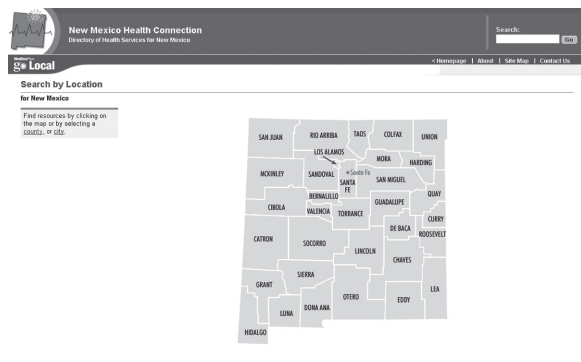 New Mexico Health Connection
Directory of Health Services for New Mexico
Search:
Go
MedlinePlus
go Local
< Homepage | About | Site Map | Contact Us
Search by Location
for New Mexico
Find resources by clicking on
the map or by selecting a
county, or city.
SAN JUAN
RIO ARRIBA
TAOS
COLFAX
UNION
LOS ALAMOS
MORA
HARDING
MCKINLEY
SANDOVAL
Santa Fe
SANTA
FE
SAN MIGUEL
BERNALILLO
QUAY
CIBOLA
VALENCIA
TORRANCE
GUADALUPE
CURRY
DE BACA
ROOSEVELT
CATRON
SOCORRO
LINCOLN
CHAVES
SIERRA
GRANT
LEA
OTERO
EDDY
LUNA
DONA ANA
HIDALGO